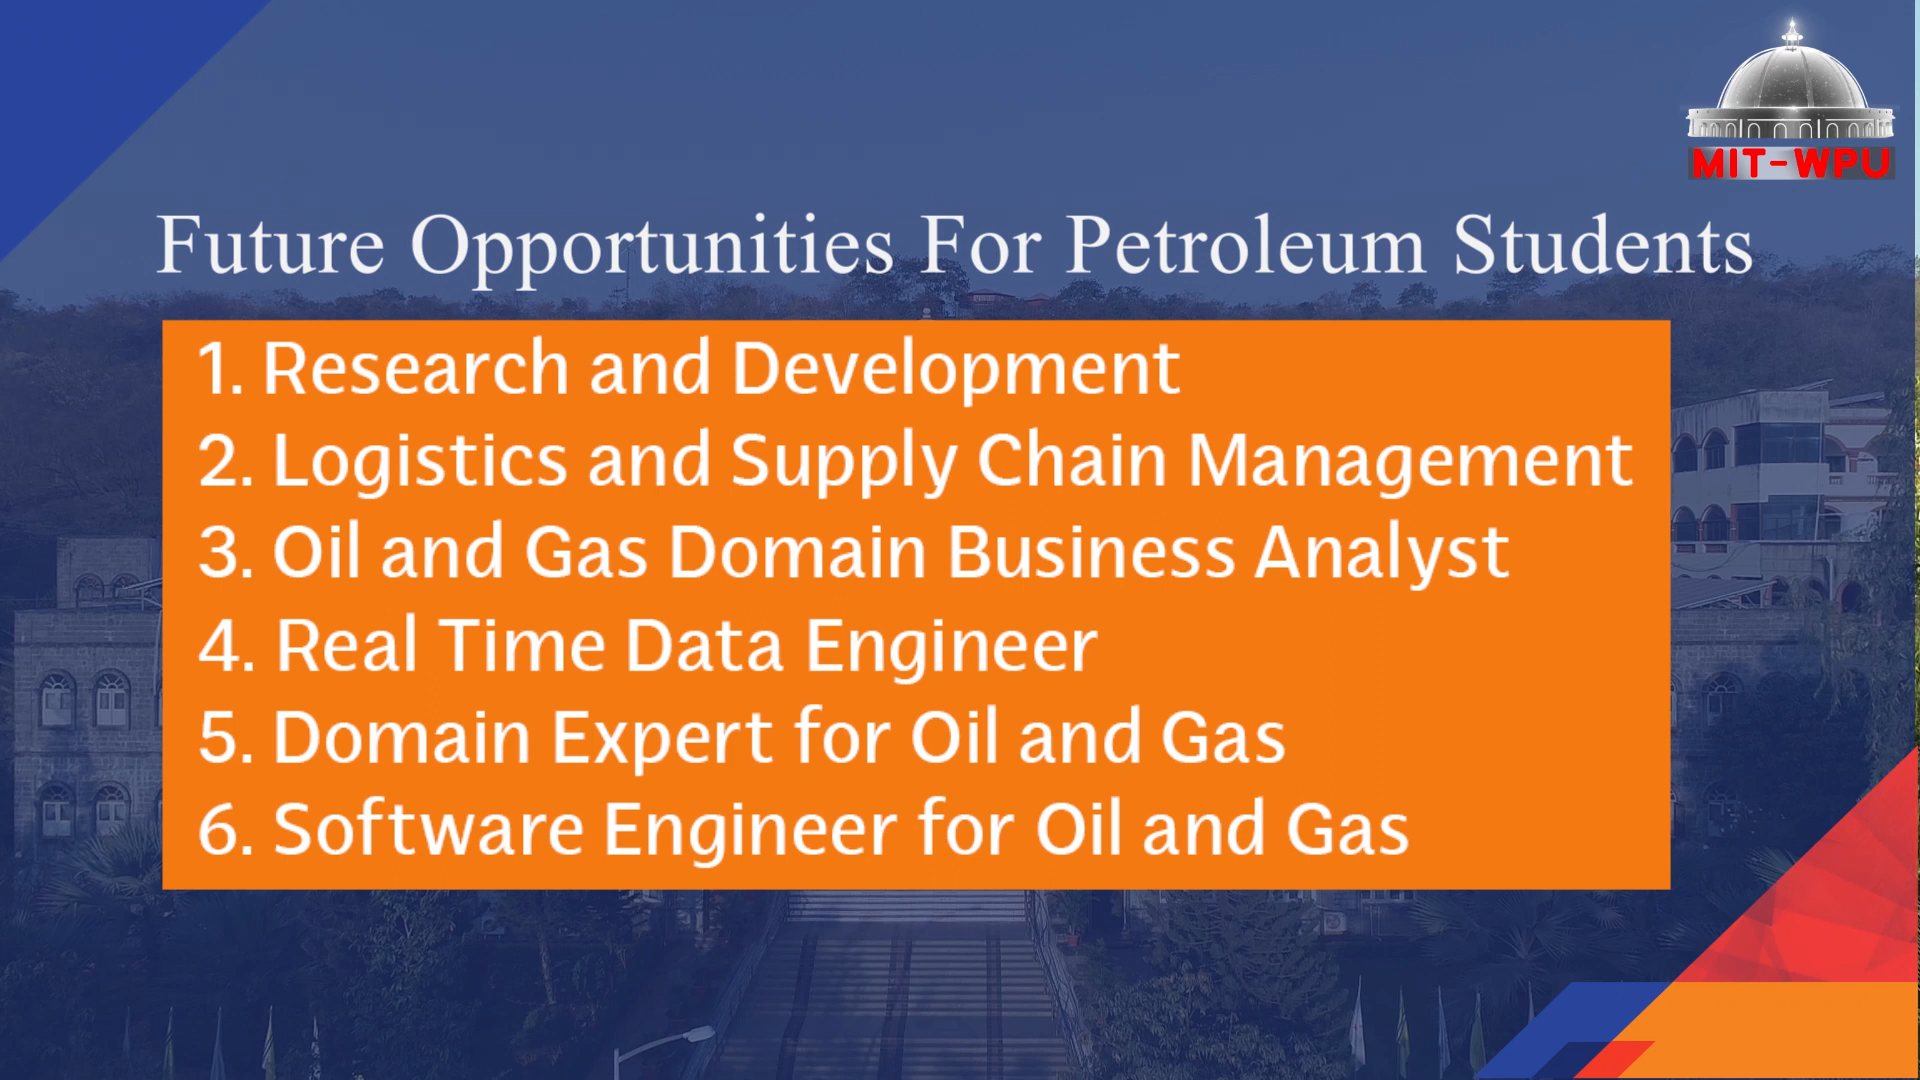 MIT-WPU
Future Opportunities For Petroleum Students
1. Research and Development
2. Logistics and Supply Chain Management
3. Oil and Gas Domain Business Analyst
4. Real Time Data Engineer
5. Domain Expert for Oil and Gas
6. Software Engineer for Oil and Gas